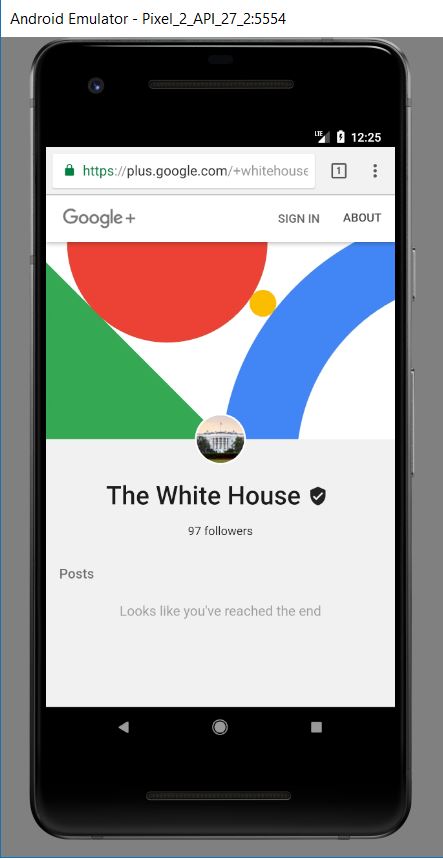 Android Emulator - Pixel_2_API_27_2:5554
LTE 12:25
https://plus.google.com/+whitehouse 1
Google+ SIGN IN ABOUT
The White House
97 followers
Posts
Looks like you've reached the end